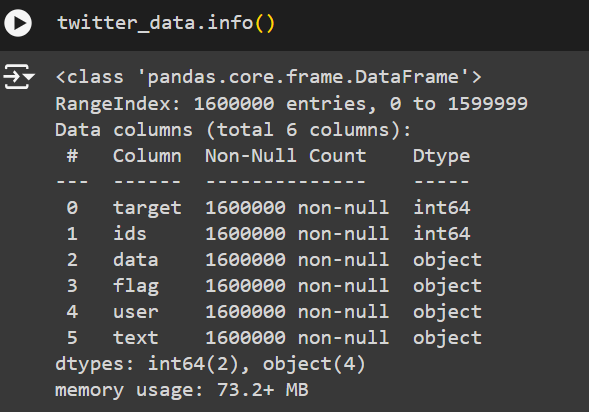 twitter_data.info()
<class 'pandas.core.frame.DataFrame'>
RangeIndex: 1600000 entries, 0 to 1599999
Data columns (total 6 columns):
 #   Column  Non-Null Count    Dtype
---  ------  --------------    -----
 0   target  1600000 non-null  int64
 1   ids     1600000 non-null  int64
 2   data    1600000 non-null  object
 3   flag    1600000 non-null  object
 4   user    1600000 non-null  object
 5   text    1600000 non-null  object
dtypes: int64(2), object(4)
memory usage: 73.2+ MB